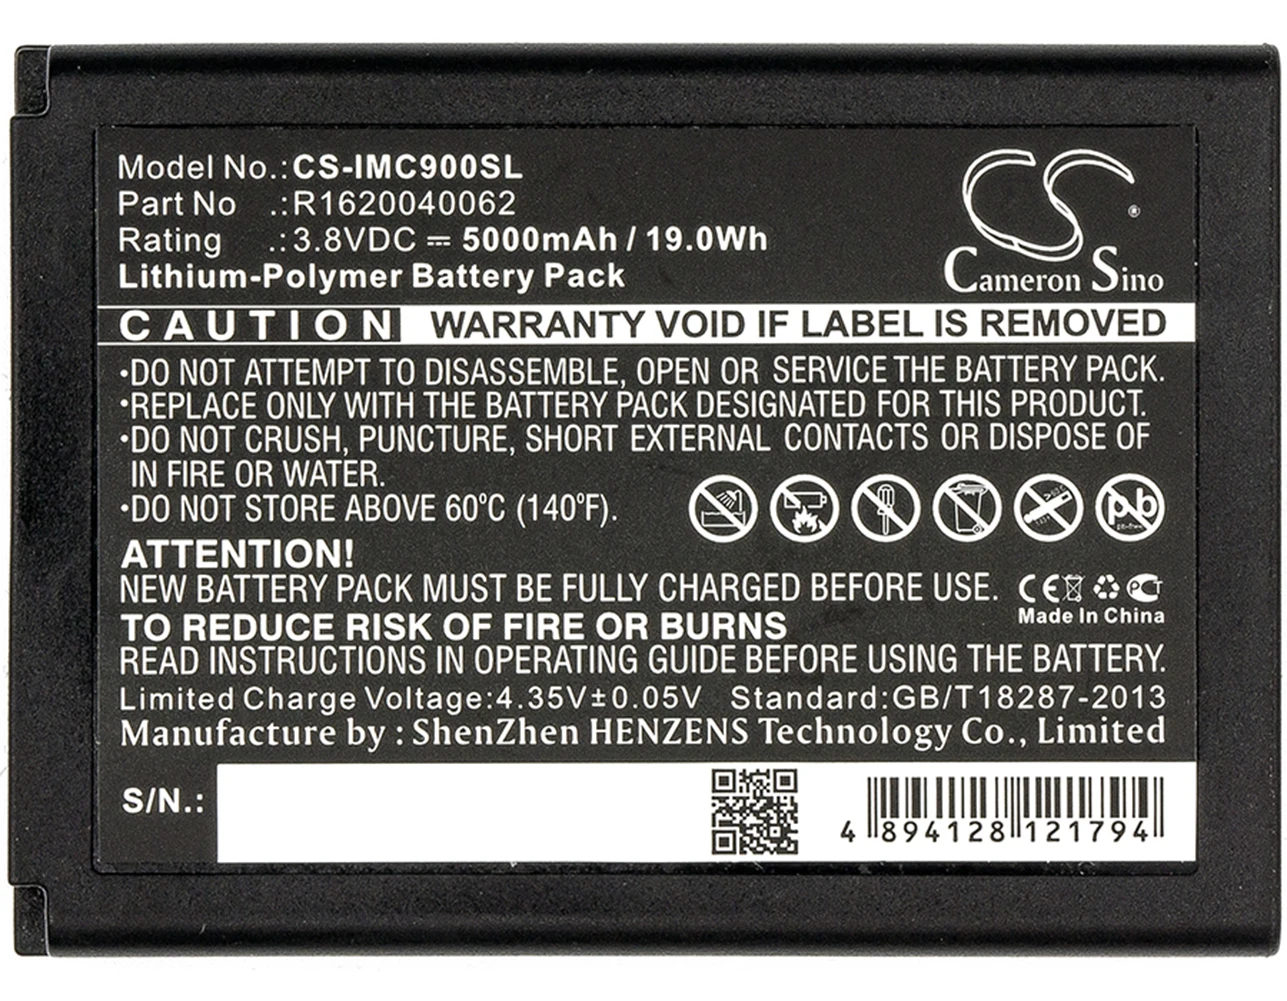 Model No.:CS-IMC900SL
Part No .:R1620040062
Rating .:3.8VDC ⎓ 5000mAh / 19.0Wh
Lithium-Polymer Battery Pack
CS ®
Cameron Sino
CAUTION WARRANTY VOID IF LABEL IS REMOVED
•DO NOT ATTEMPT TO DISASSEMBLE, OPEN OR SERVICE THE BATTERY PACK.
•REPLACE ONLY WITH THE BATTERY PACK DESIGNATED FOR THIS PRODUCT.
•DO NOT CRUSH, PUNCTURE, SHORT EXTERNAL CONTACTS OR DISPOSE OF
IN FIRE OR WATER.
•DO NOT STORE ABOVE 60°C (140°F).
pb
ATTENTION!
NEW BATTERY PACK MUST BE FULLY CHARGED BEFORE USE.
CE
Made In China
TO REDUCE RISK OF FIRE OR BURNS
READ INSTRUCTIONS IN OPERATING GUIDE BEFORE USING THE BATTERY.
Limited Charge Voltage:4.35V±0.05V Standard:GB/T18287-2013
Manufacture by : ShenZhen HENZENS Technology Co., Limited
S/N.:
4 894128 121794